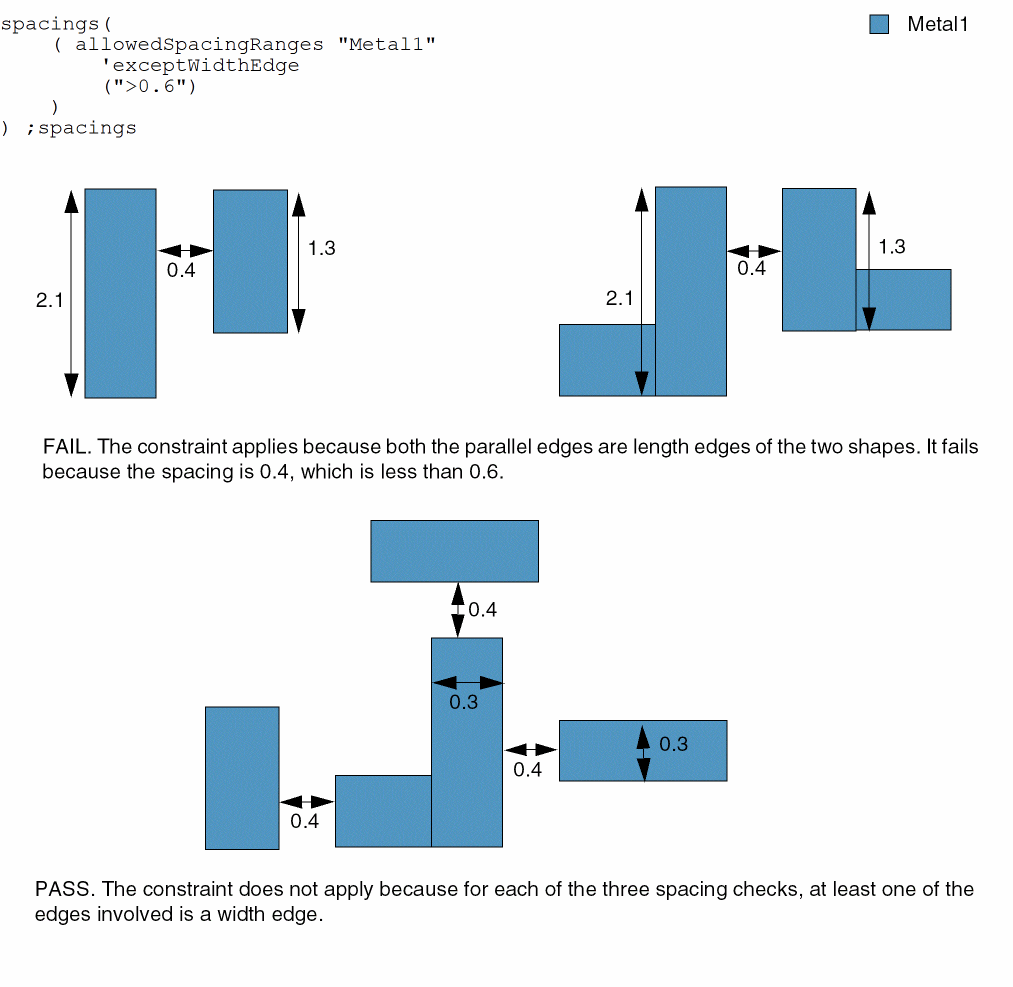 spacings(
    ( allowedSpacingRanges "Metal1"
        'exceptWidthEdge
        (">0.6")
    )
) ;spacings
Metal1
2.1
0.4
1.3
2.1
0.4
1.3
FAIL. The constraint applies because both the parallel edges are length edges of the two shapes. It fails
because the spacing is 0.4, which is less than 0.6.
0.4
0.3
0.4
0.3
0.4
PASS. The constraint does not apply because for each of the three spacing checks, at least one of the
edges involved is a width edge.